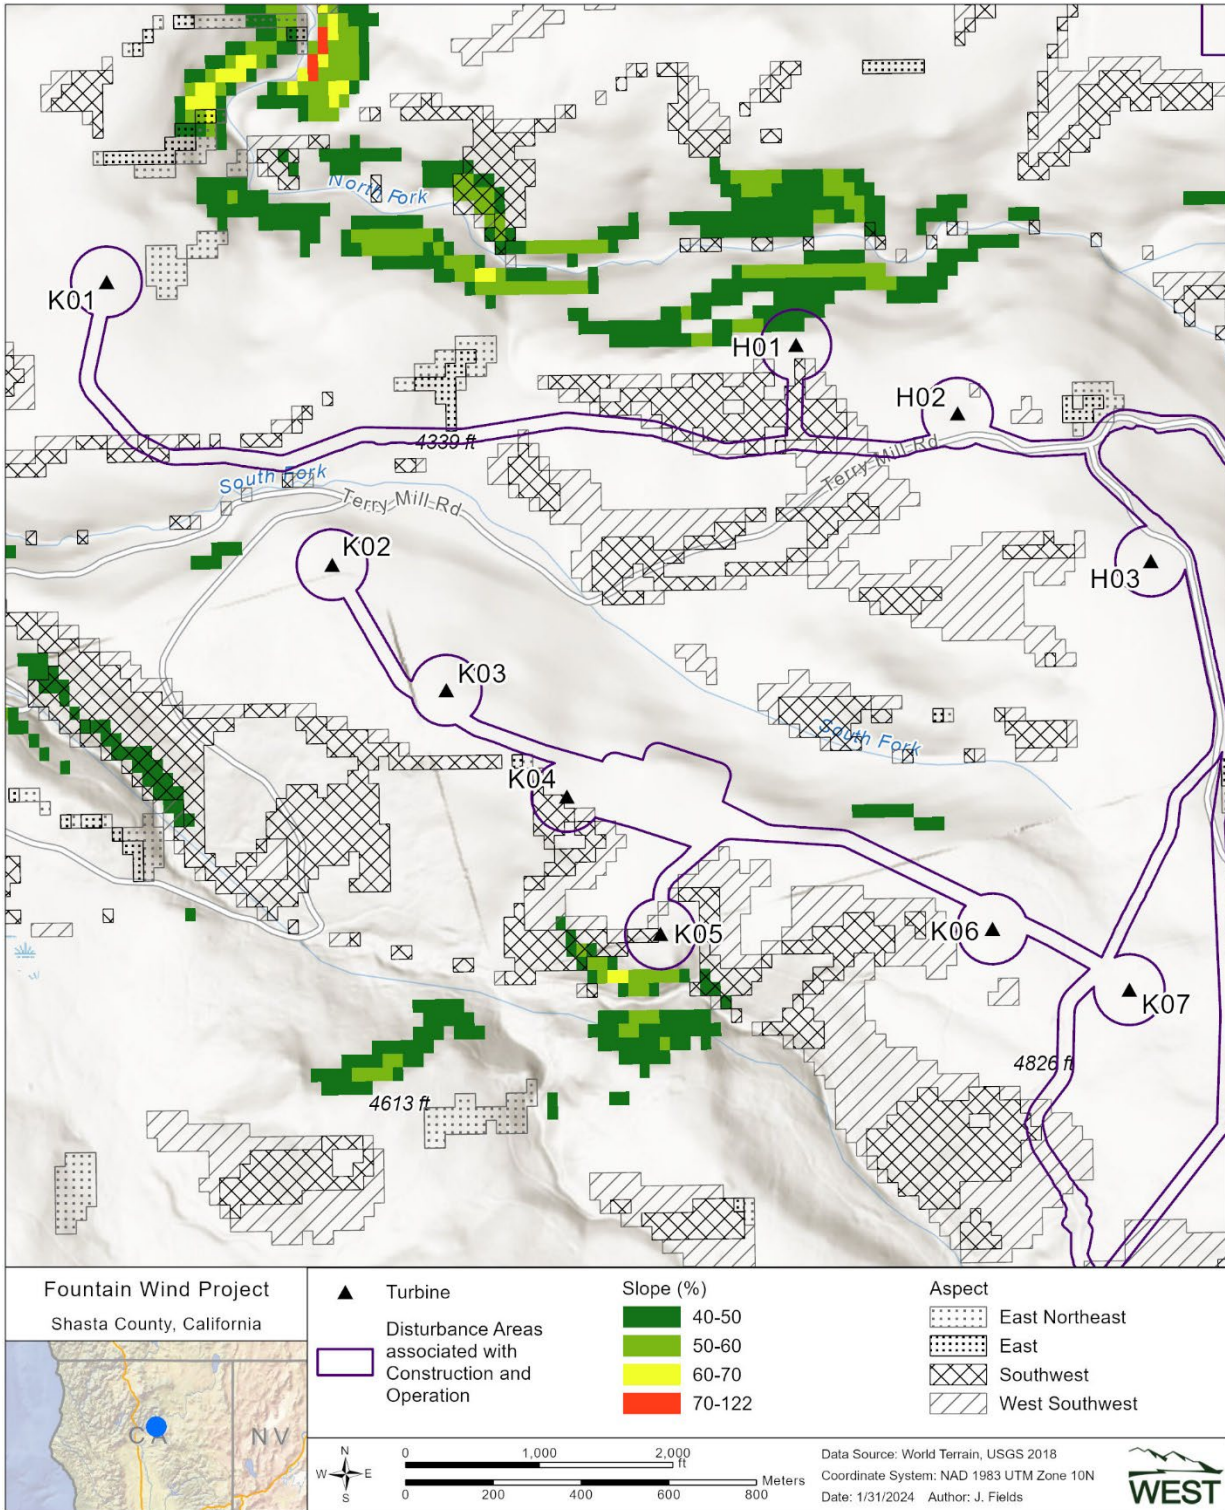 North Fork
K01
H01
H02
4339 ft
Terry Mill Rd
South Fork
Terry Mill Rd
K02
H03
K03
South Fork
K04
K05
K06
K07
4826 ft
4613 ft
Fountain Wind Project
Shasta County, California
CA
NV
Turbine
Disturbance Areas
associated with
Construction and
Operation
Slope (%)
40-50
50-60
60-70
70-122
Aspect
East Northeast
East
Southwest
West Southwest
N
W E
S
0 1,000 2,000
ft
Meters
0 200 400 600 800
Data Source: World Terrain, USGS 2018
Coordinate System: NAD 1983 UTM Zone 10N
Date: 1/31/2024 Author: J. Fields
WEST